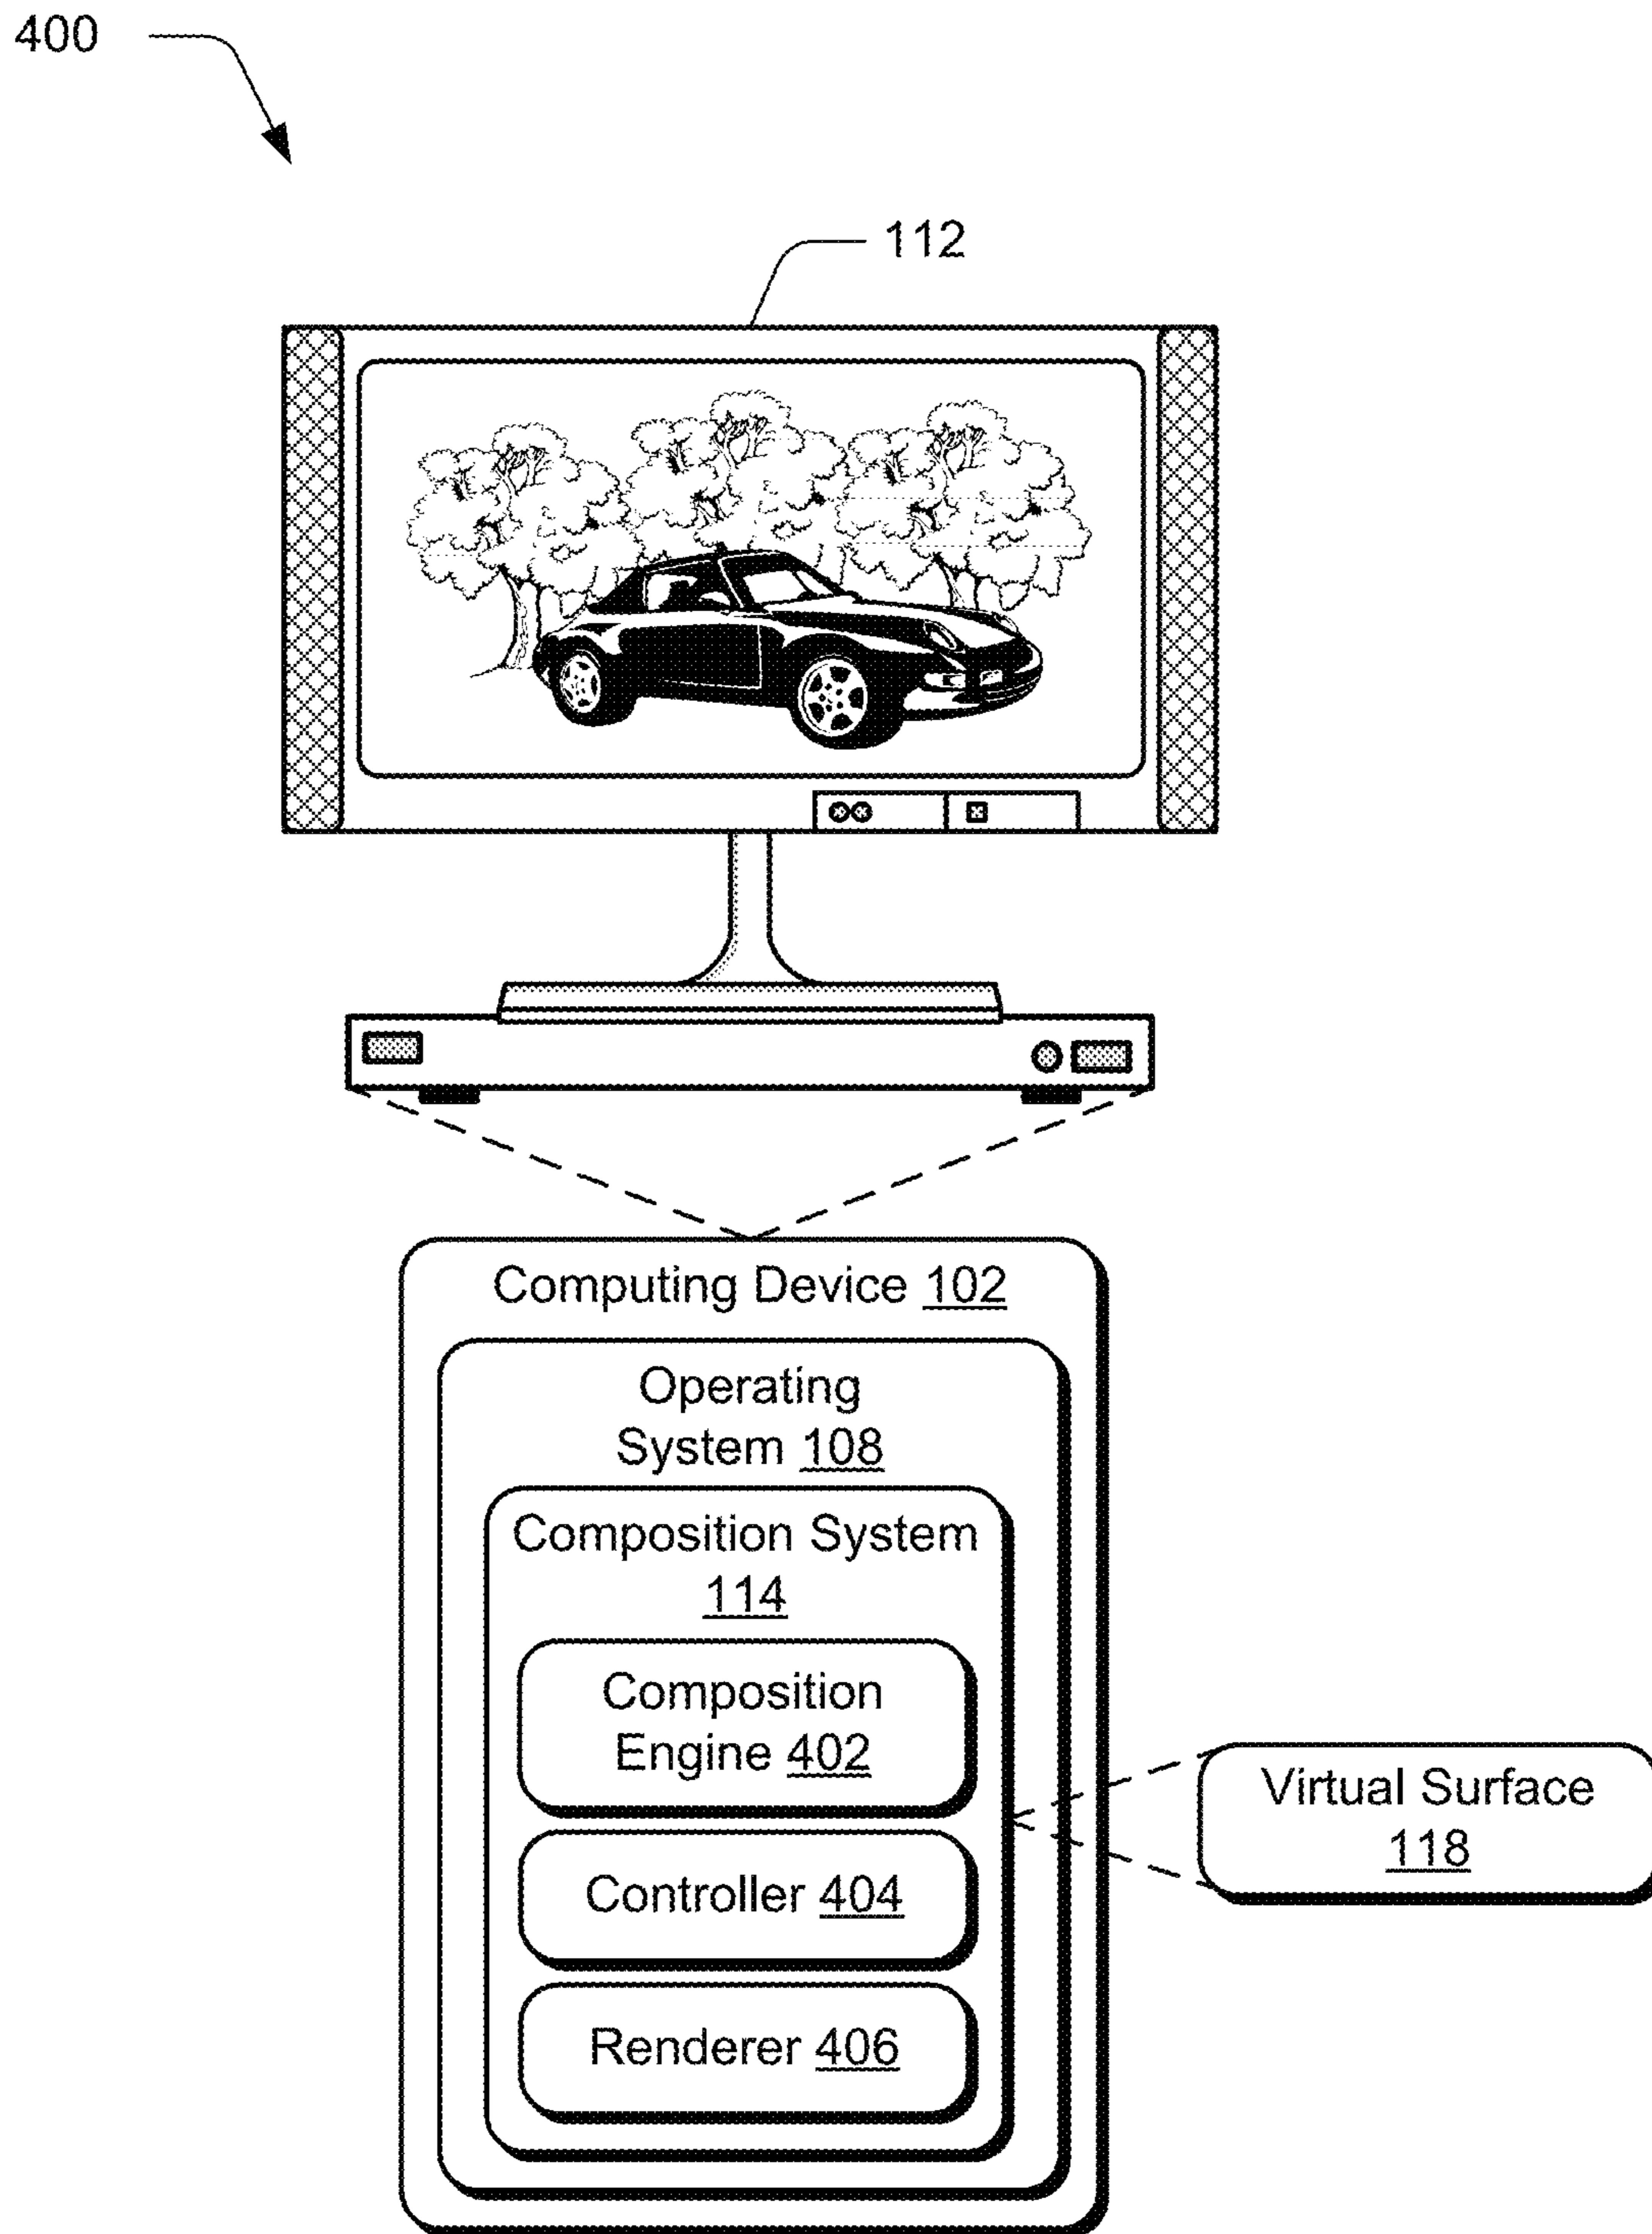 400
112
Computing Device 102
Operating
System 108
Composition System
114
Composition
Engine 402
Controller 404
Renderer 406
Virtual Surface
118